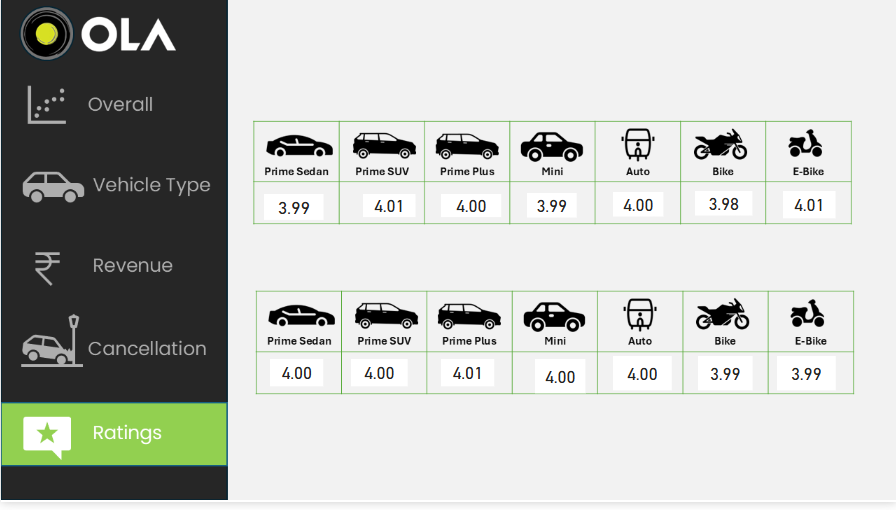 OLA
Overall
Vehicle Type
Revenue
Cancellation
Ratings
Prime Sedan Prime SUV Prime Plus Mini Auto Bike E-Bike
3.99 4.01 4.00 3.99 4.00 3.98 4.01
Prime Sedan Prime SUV Prime Plus Mini Auto Bike E-Bike
4.00 4.00 4.01 4.00 4.00 3.99 3.99